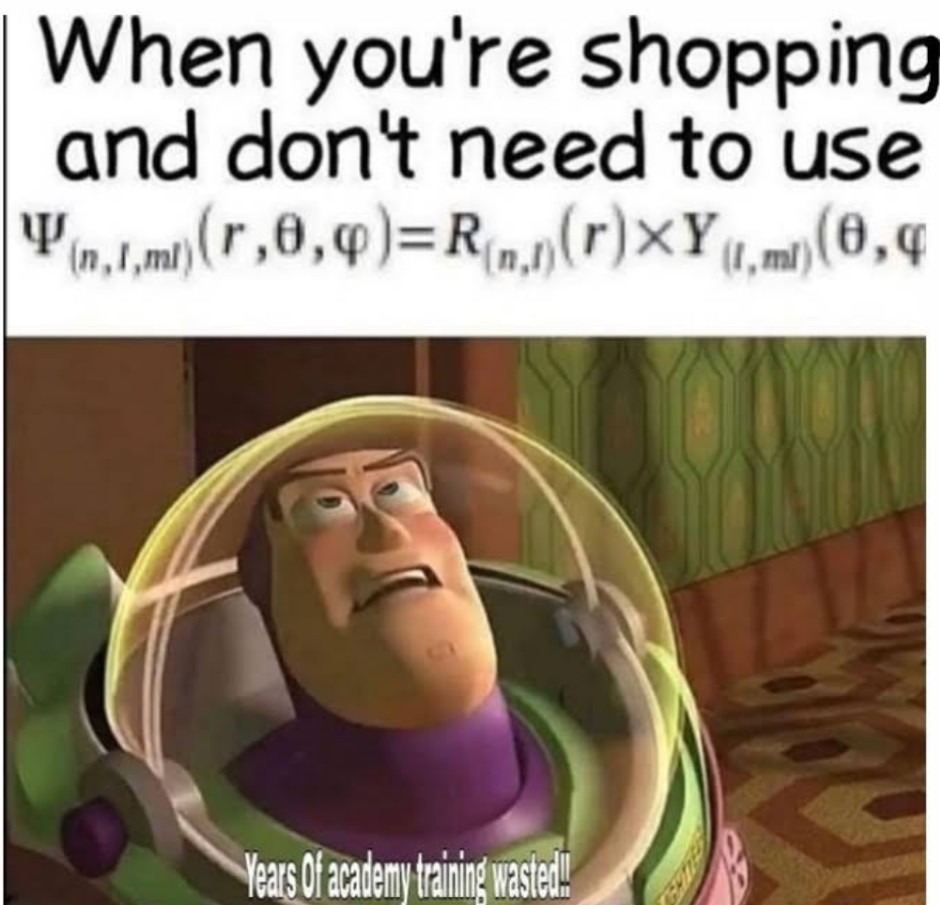 When you're shopping
and don't need to use
Ψ(n,l,ml)(r,θ,φ)=R(n,l)(r)×Y(l,ml)(θ,φ
Years Of academy training wasted!!